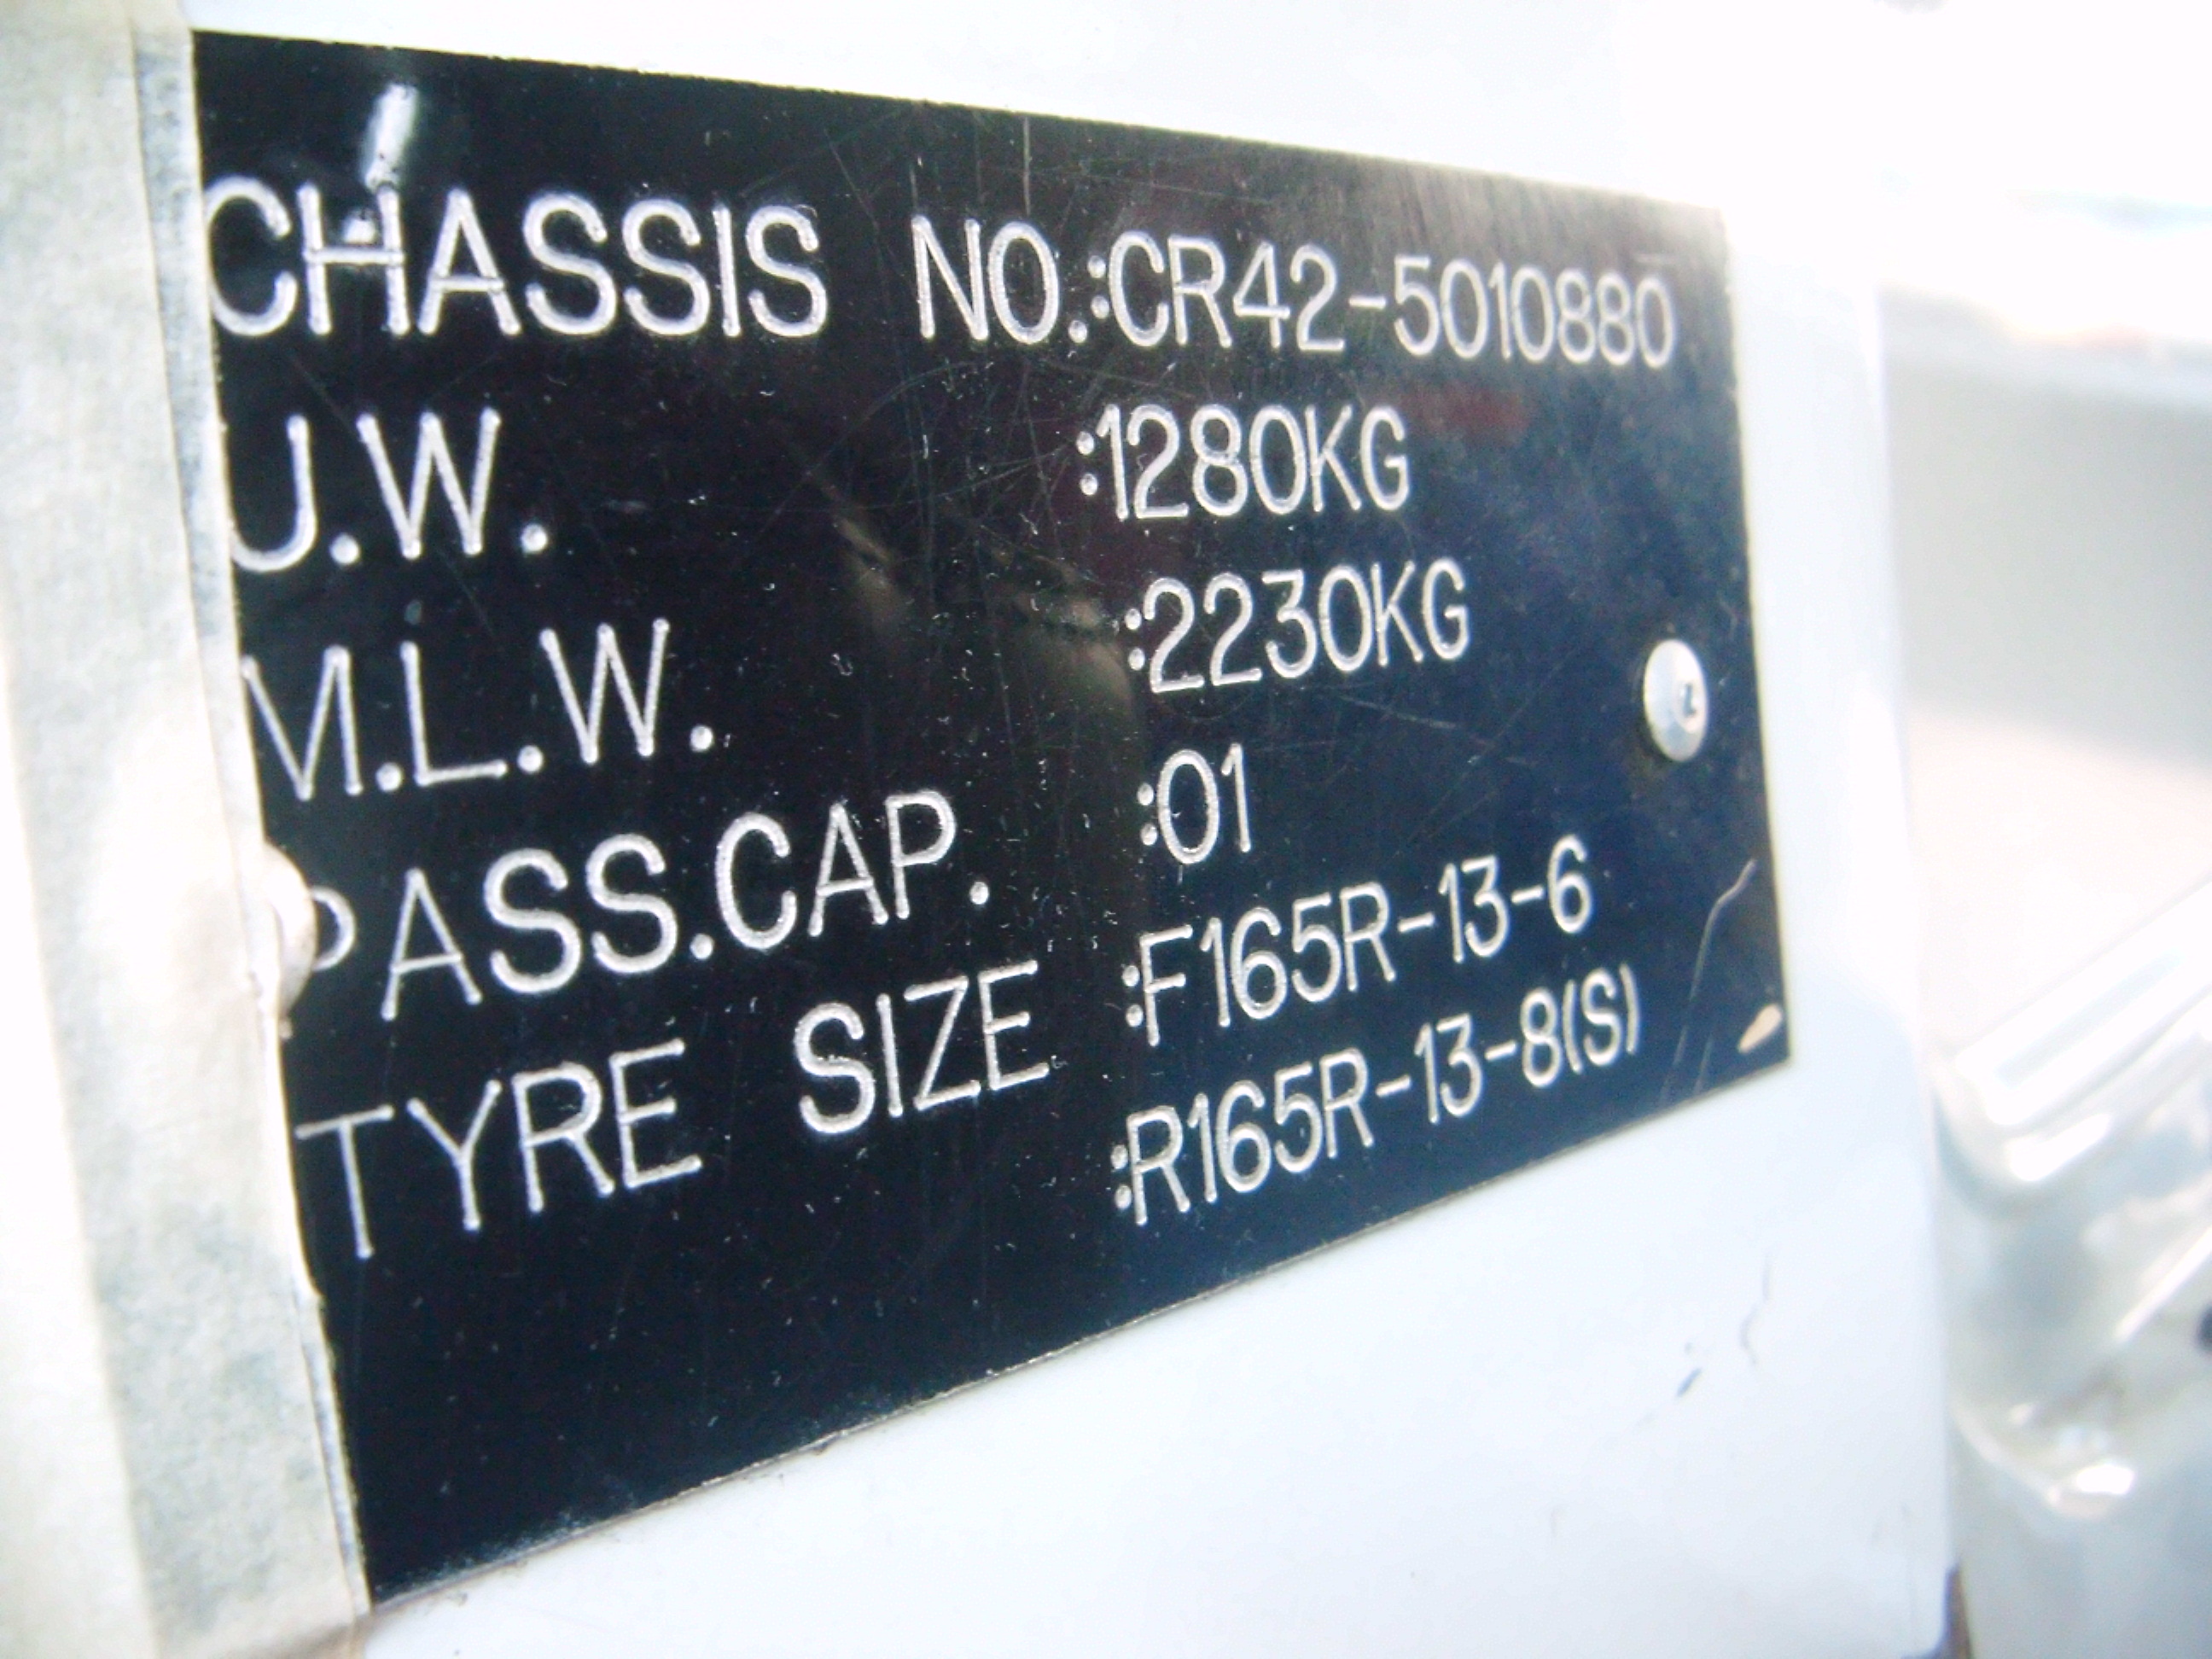 CHASSIS NO.:CR42-5010880
U.W. :1280KG
M.L.W. :2230KG
PASS.CAP. :01
TYRE SIZE :F165R-13-6
:R165R-13-8(S)